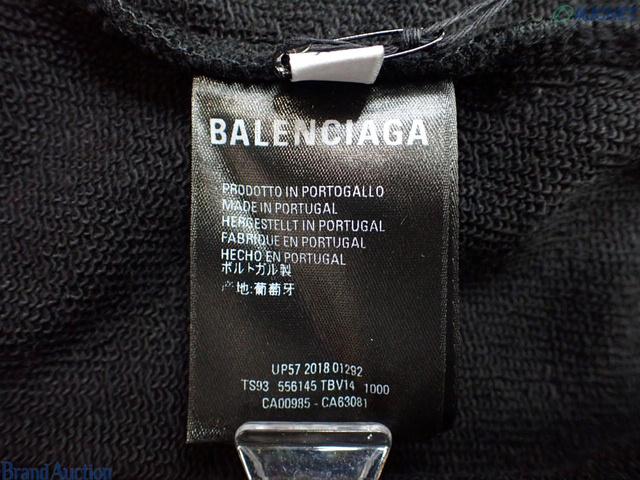 BALENCIAGA
PRODOTTO IN PORTOGALLO
MADE IN PORTUGAL
HERGESTELLT IN PORTUGAL
FABRIQUE EN PORTUGAL
HECHO EN PORTUGAL
ポルトガル製
产地:葡萄牙
UP57 2018 01292
TS93 556145 TBV14 1000
CA00985 - CA63081
Brand Auction